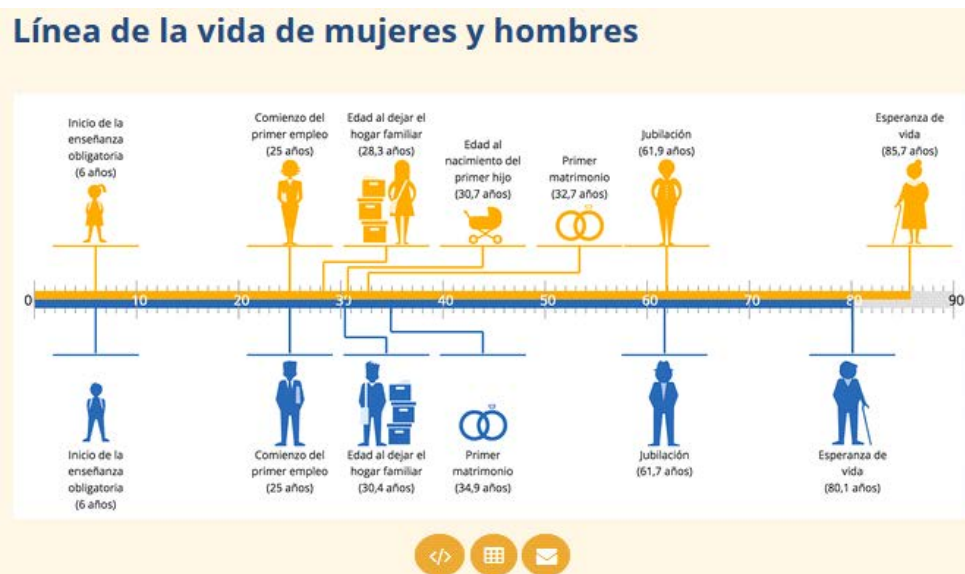 Línea de la vida de mujeres y hombres
Inicio de la
enseñanza
obligatoria
(6 años)
Comienzo del
primer empleo
(25 años)
Edad al dejar el
hogar familiar
(28,3 años)
Edad al
nacimiento del
primer hijo
(30,7 años)
Primer
matrimonio
(32,7 años)
Jubilación
(61,9 años)
Esperanza de
vida
(85,7 años)
0 10 20 30 40 50 60 70 80 90
Inicio de la
enseñanza
obligatoria
(6 años)
Comienzo del
primer empleo
(25 años)
Edad al dejar el
hogar familiar
(30,4 años)
Primer
matrimonio
(34,9 años)
Jubilación
(61,7 años)
Esperanza de
vida
(80,1 años)
</>